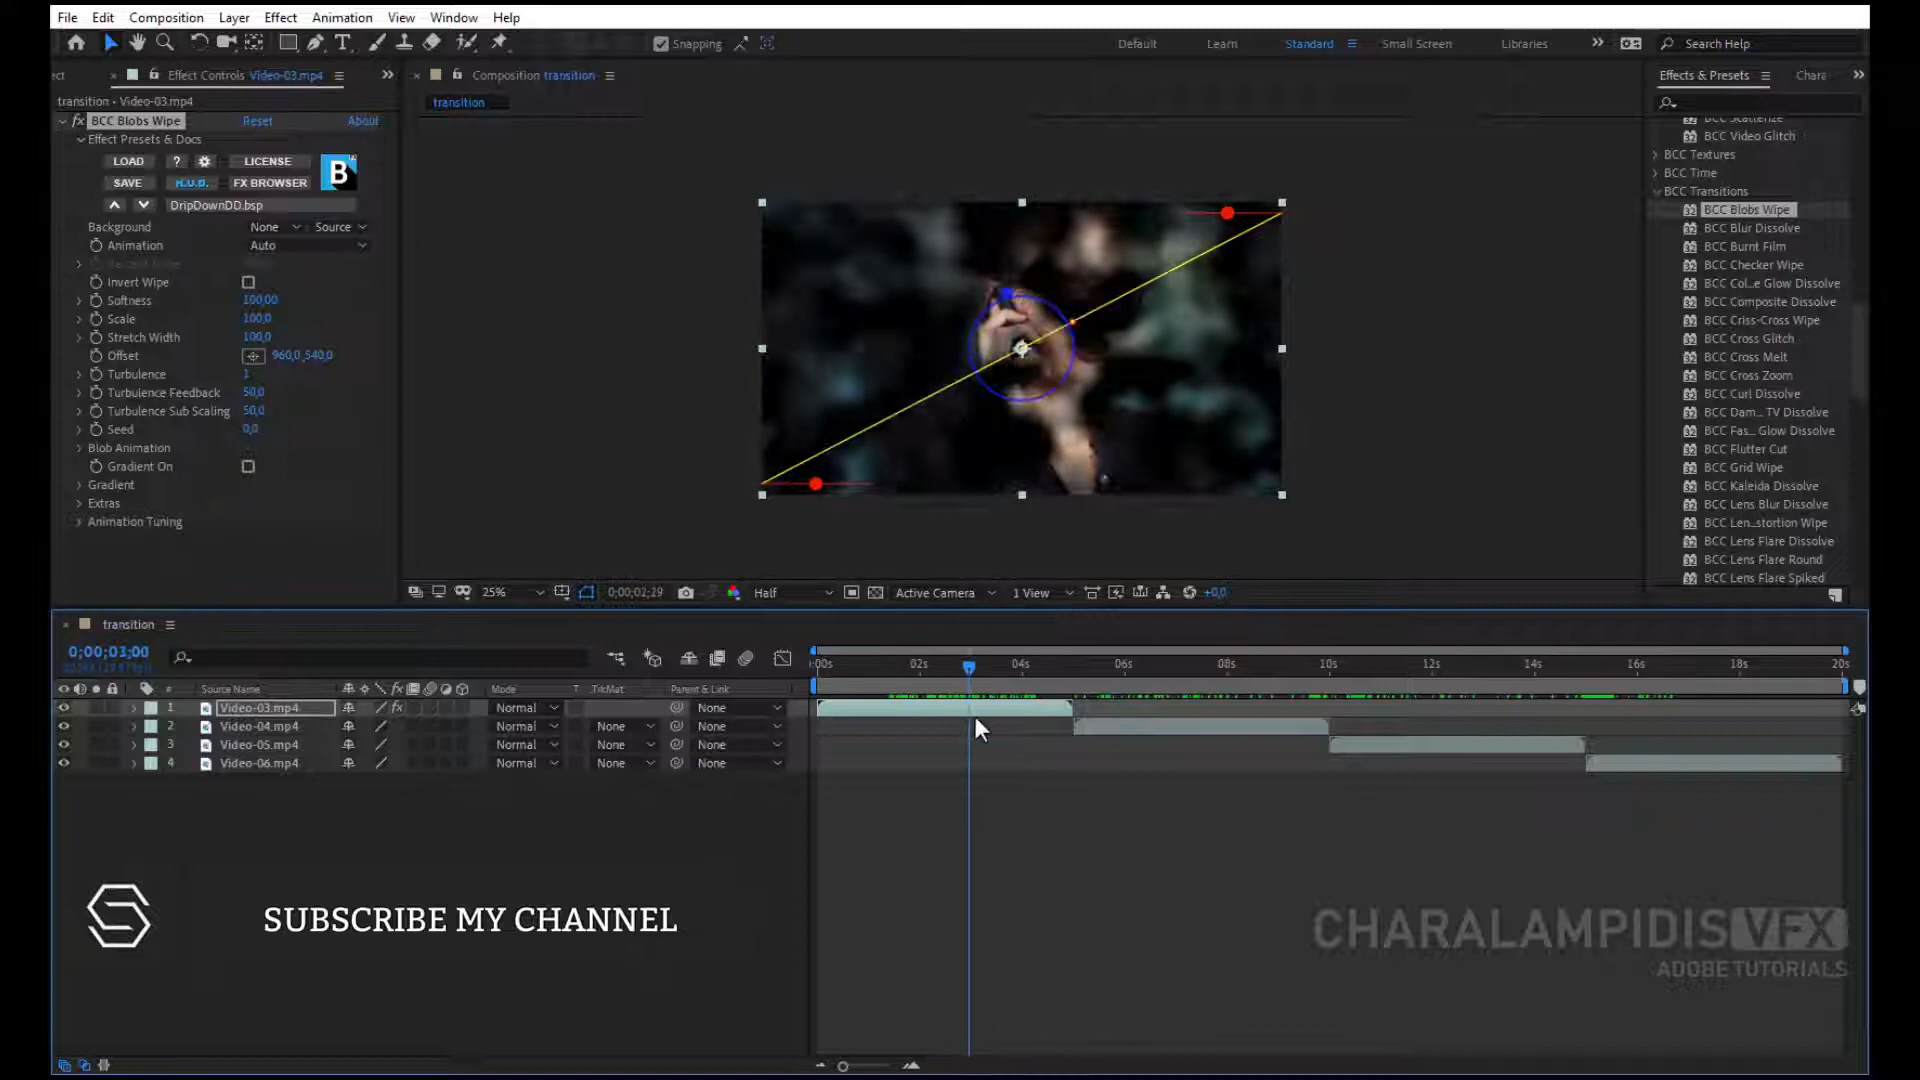 File Edit Composition Layer Effect Animation View Window Help
Snapping Default Learn Standard Small Screen Libraries Search Help
Effect Controls Video-03.mp4
Composition transition
Effects & Presets Chara
transition • Video-03.mp4
transition
fx BCC Blobs Wipe Reset About
Effect Presets & Docs
LOAD ? LICENSE
B
SAVE H.U.D. FX BROWSER
DripDownDD.bsp
Background None Source
Animation Auto
Invert Wipe
Softness 100,00
Scale 100,0
Stretch Width 100,0
Offset 960,0,540,0
Turbulence 1
Turbulence Feedback 50,0
Turbulence Sub Scaling 50,0
Seed 0,0
Blob Animation
Gradient On
Gradient
Extras
Animation Tuning
BCC Scatterize
BCC Video Glitch
BCC Textures
BCC Time
BCC Transitions
BCC Blobs Wipe
BCC Blur Dissolve
BCC Burnt Film
BCC Checker Wipe
BCC Col...e Glow Dissolve
BCC Composite Dissolve
BCC Criss-Cross Wipe
BCC Cross Glitch
BCC Cross Melt
BCC Cross Zoom
BCC Curl Dissolve
BCC Dam... TV Dissolve
BCC Fas... Glow Dissolve
BCC Flutter Cut
BCC Grid Wipe
BCC Kaleida Dissolve
BCC Lens Blur Dissolve
BCC Len...stortion Wipe
BCC Lens Flare Dissolve
BCC Lens Flare Round
BCC Lens Flare Spiked
25% 0;00;02;29 Half Active Camera 1 View +0,0
transition
0;00;03;00
:00s 02s 04s 06s 08s 10s 12s 14s 16s 18s 20s
# Source Name fx Mode T .TrkMat Parent & Link
1 Video-03.mp4 fx Normal None
2 Video-04.mp4 Normal None None
3 Video-05.mp4 Normal None None
4 Video-06.mp4 Normal None None
SUBSCRIBE MY CHANNEL
CHARALAMPIDISVFX
ADOBE TUTORIALS